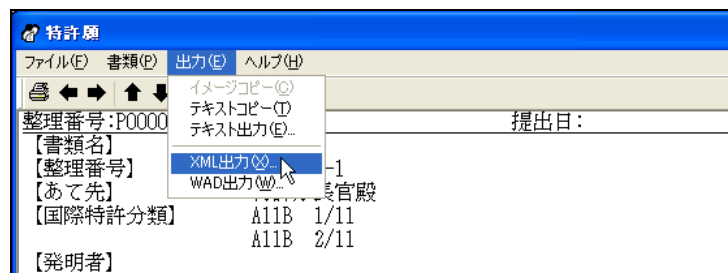 特許願
ファイル(F) 書類(P) 出力(E) ヘルプ(H)
イメージコピー(C)
テキストコピー(T)
テキスト出力(E)...
XML出力(X)...
WAD出力(W)...
整理番号:P0000 提出日:
【書類名】
【整理番号】 -1
【あて先】 長官殿
【国際特許分類】 A11B 1/11
A11B 2/11
【発明者】